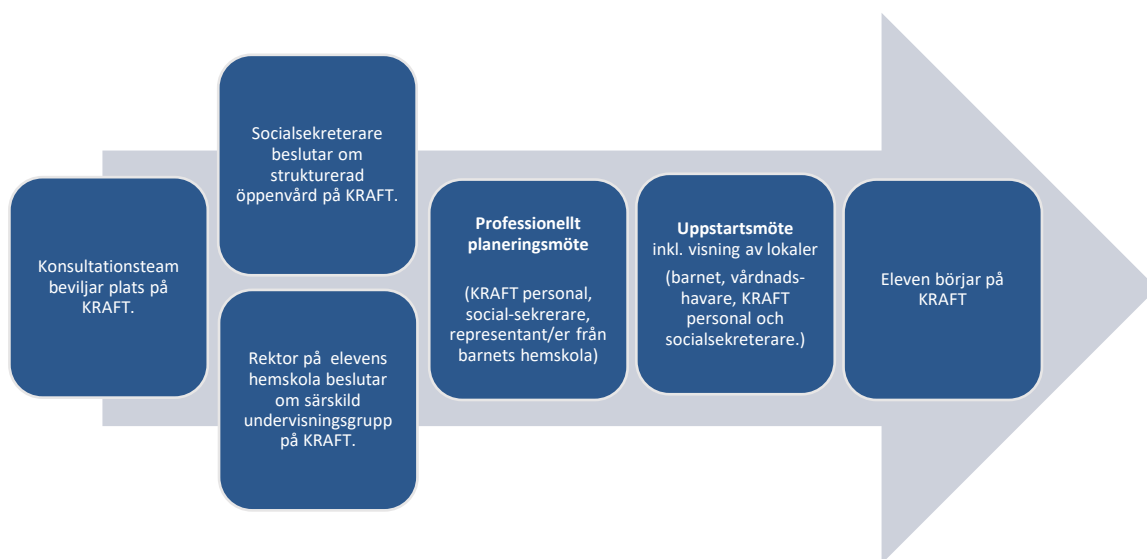 Konsultationsteam
beviljar plats på
KRAFT.
Socialsekreterare
beslutar om
strukturerad
öppenvård på KRAFT.
Rektor på elevens
hemskola beslutar
om särskild
undervisningsgrupp
på KRAFT.
Professionellt
planeringsmöte
(KRAFT personal,
social-sekrerare,
representant/er från
barnets hemskola)
Uppstartsmöte
inkl. visning av lokaler
(barnet, vårdnads-
havare, KRAFT
personal och
socialsekreterare.)
Eleven börjar på
KRAFT